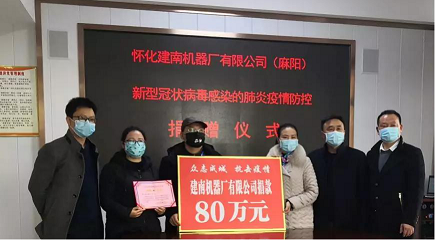 怀化建南机器厂有限公司（麻阳）
新型冠状病毒感染的肺炎疫情防控
捐赠仪式
众志成城 抗击疫情
建南机器厂有限公司捐款
80万元